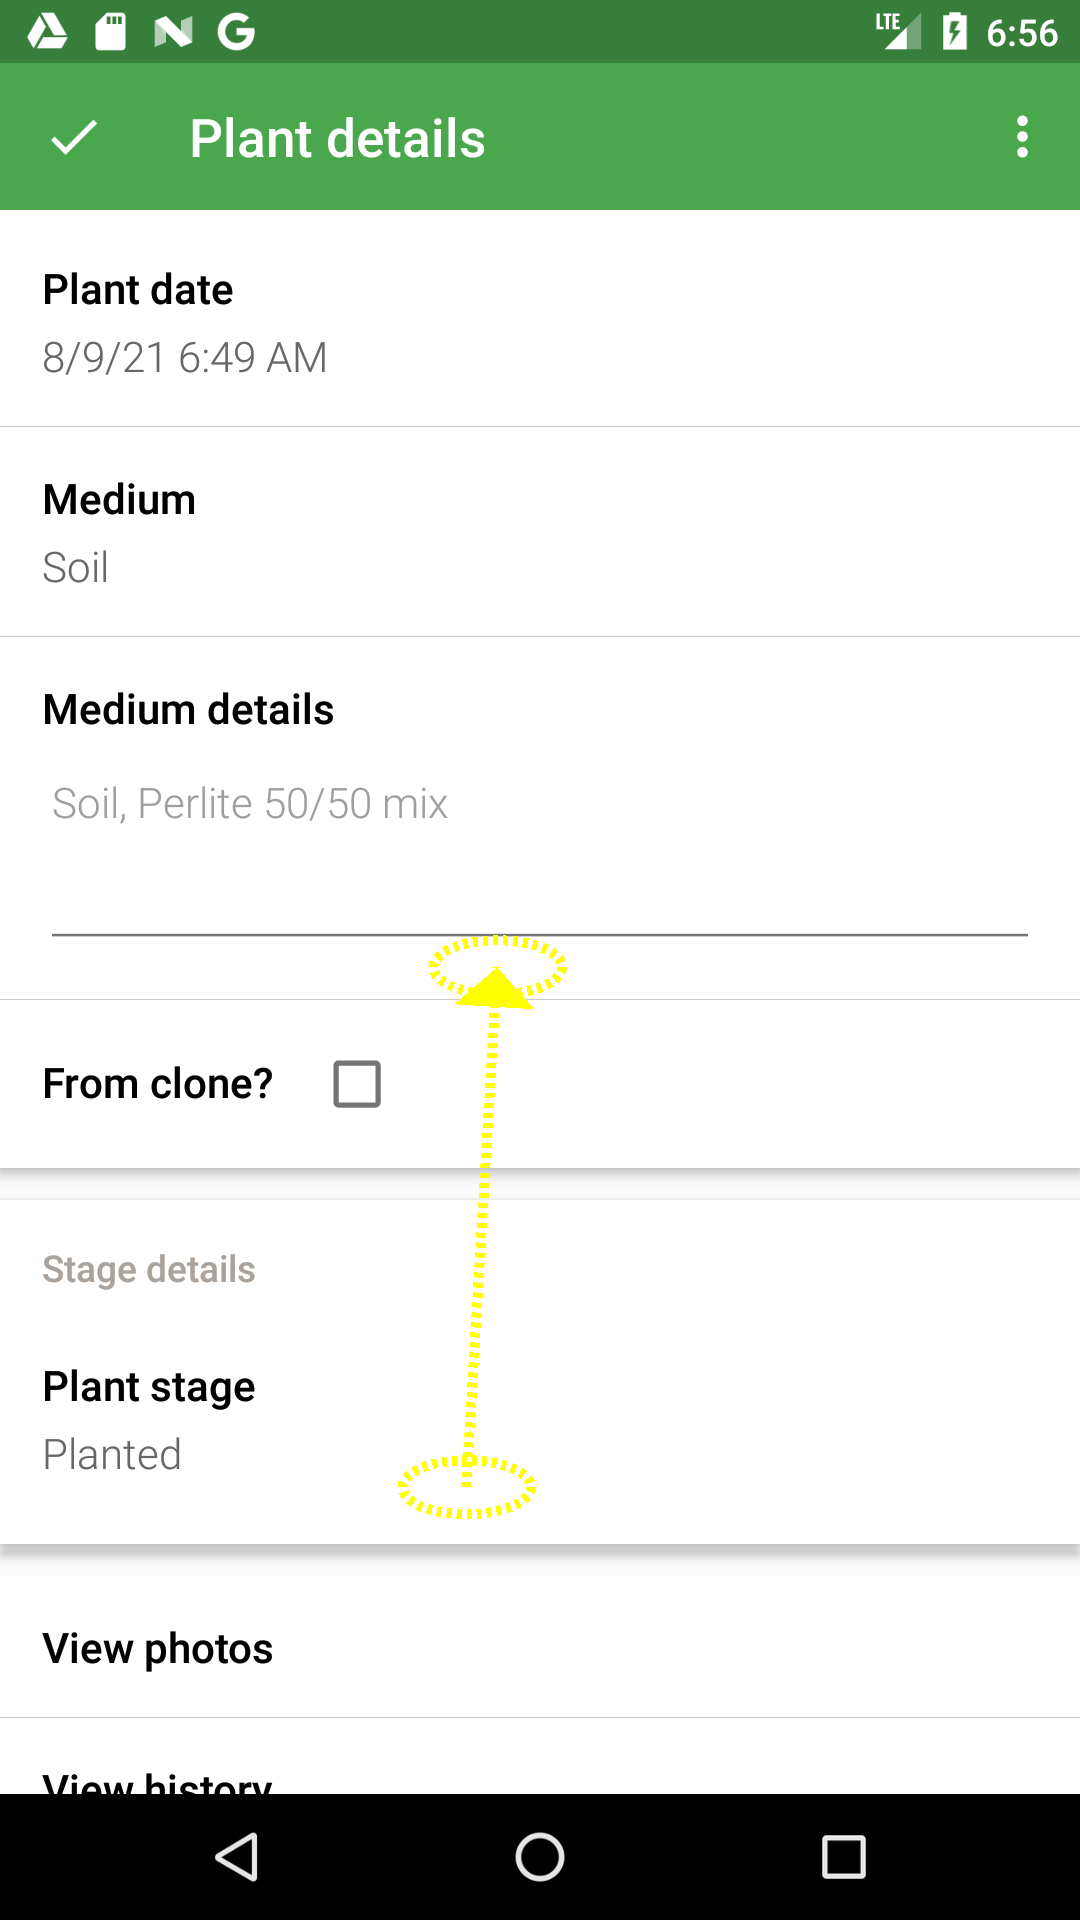 LTE 6:56
Plant details
Plant date
8/9/21 6:49 AM
Medium
Soil
Medium details
Soil, Perlite 50/50 mix
From clone?
Stage details
Plant stage
Planted
View photos
View history